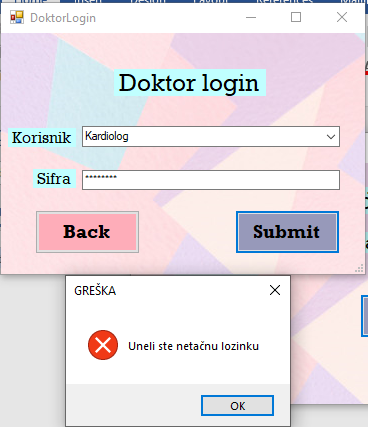 DoktorLogin
Doktor login
Korisnik
Kardiolog
Sifra
********
Back
Submit
GREŠKA
Uneli ste netačnu lozinku
OK